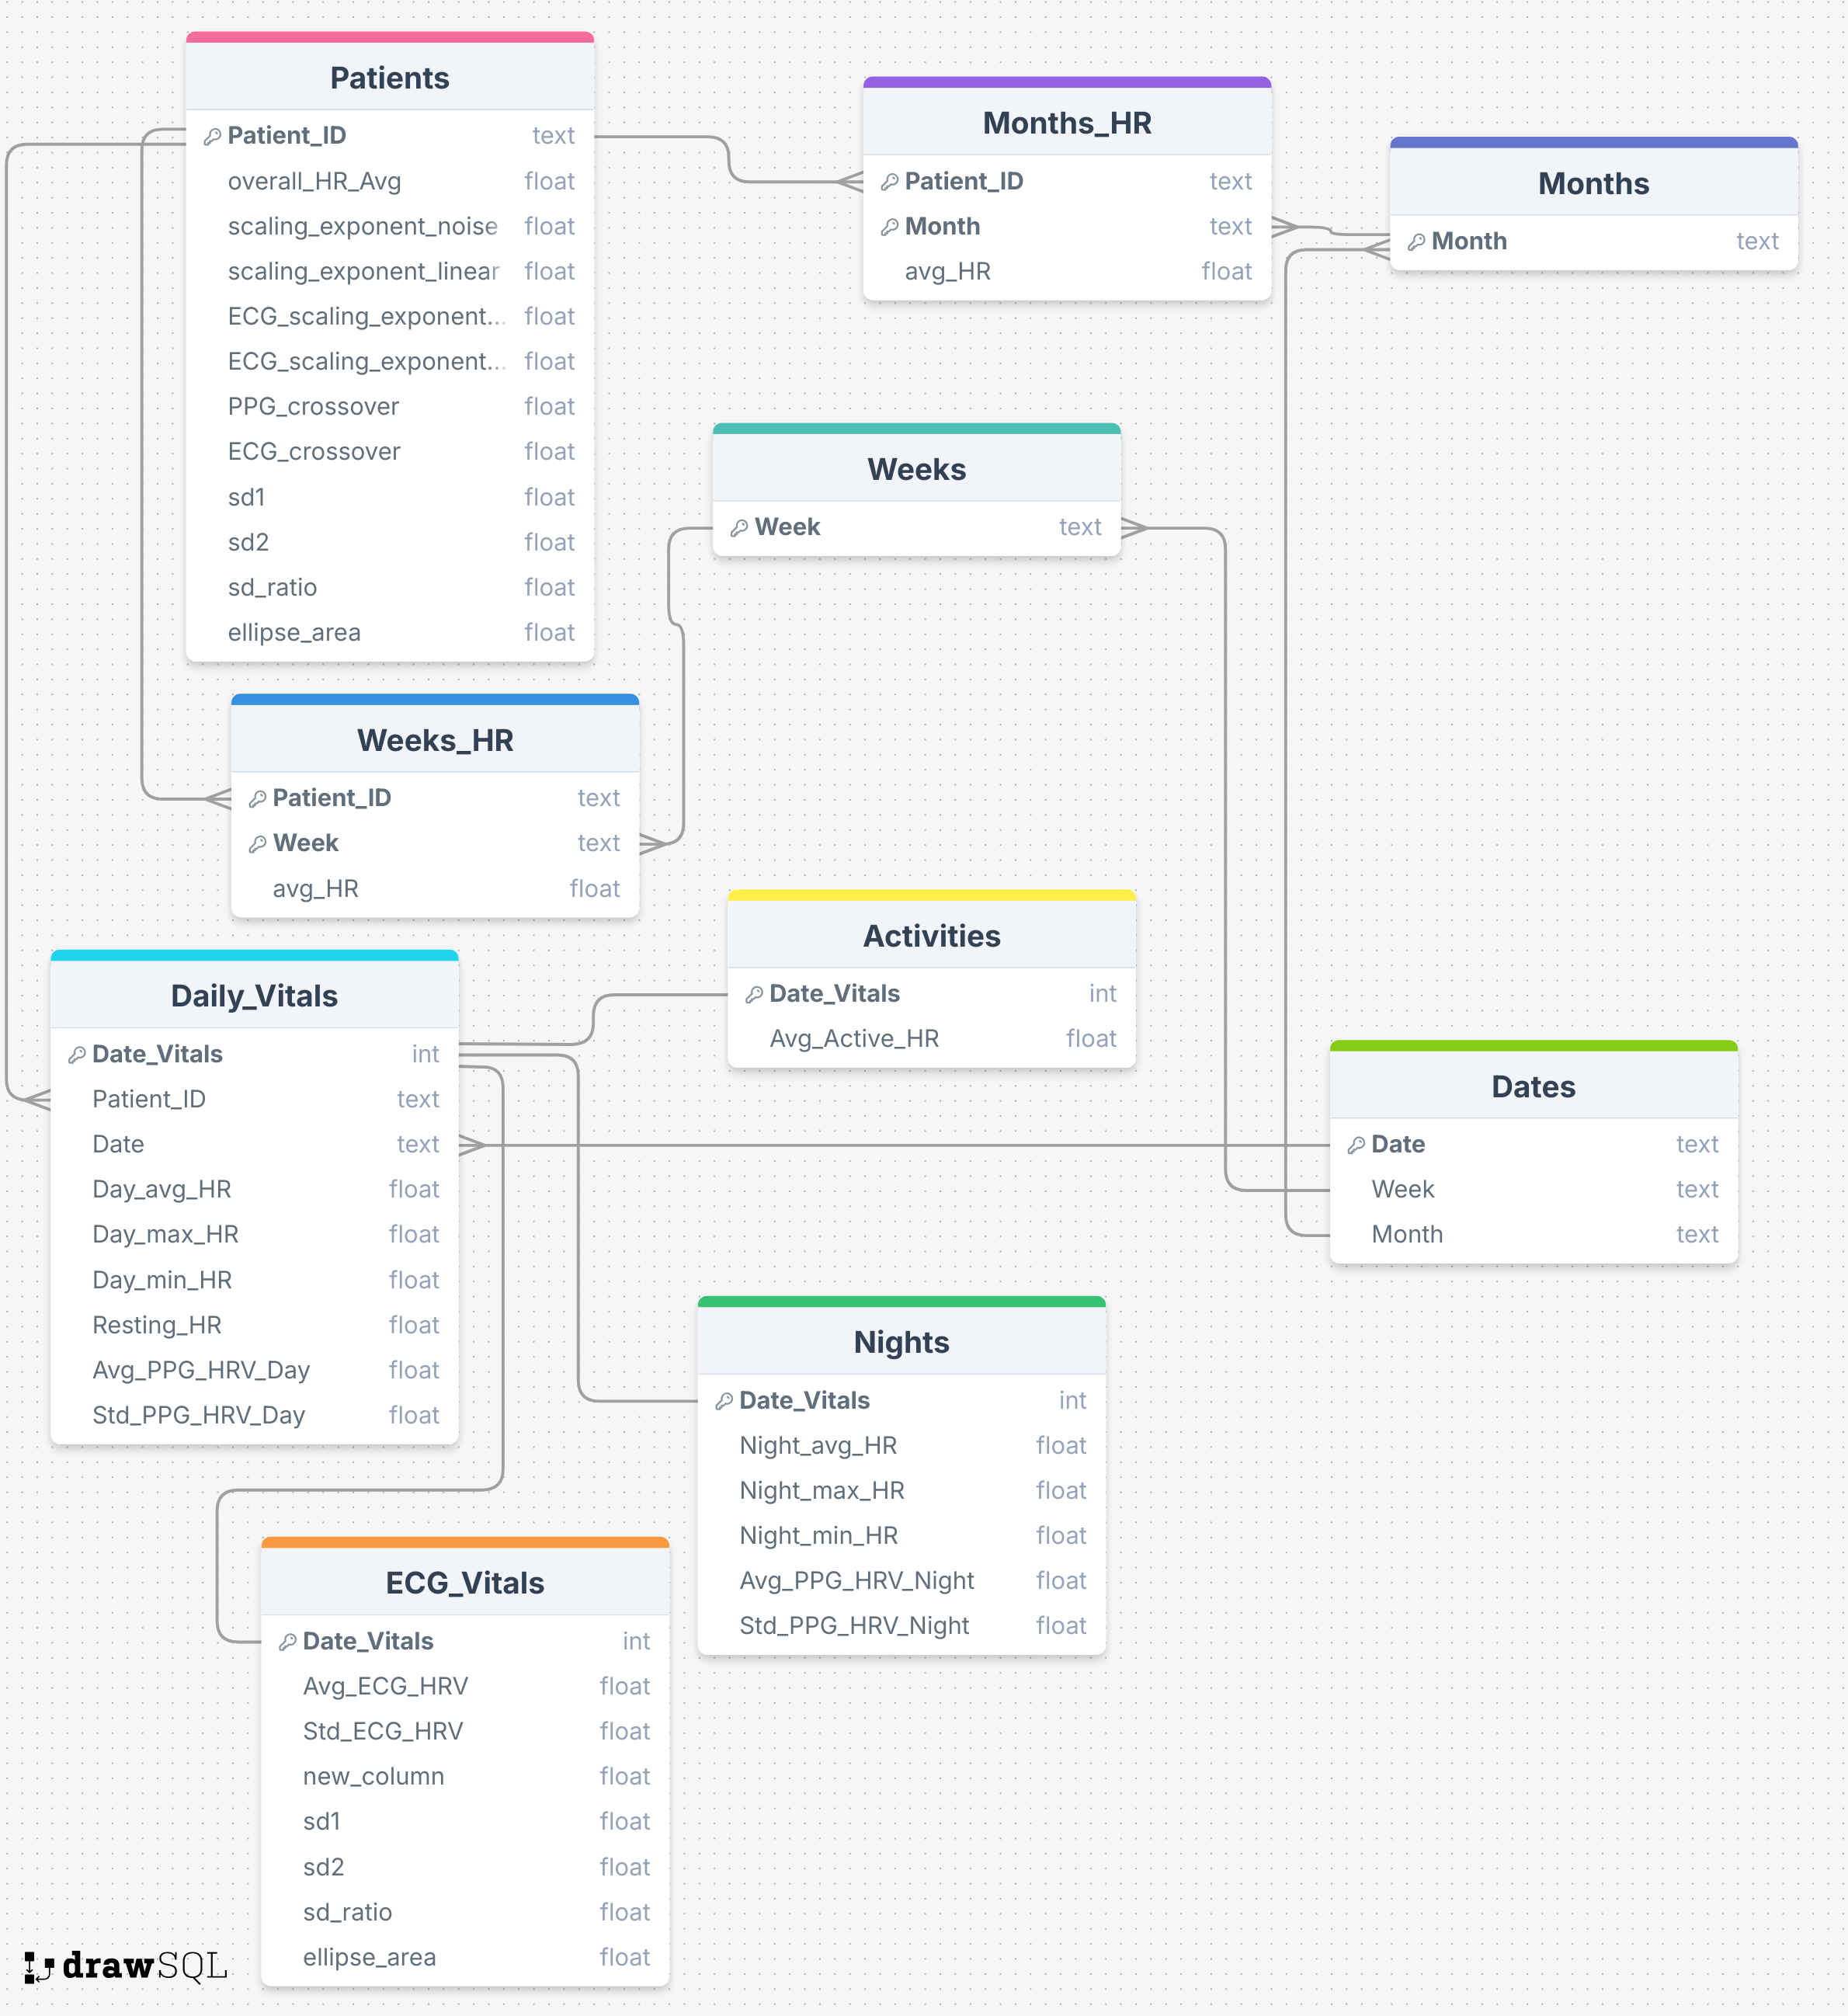 Patients
Patient_ID text
overall_HR_Avg float
scaling_exponent_noise float
scaling_exponent_linear float
ECG_scaling_exponent... float
ECG_scaling_exponent... float
PPG_crossover float
ECG_crossover float
sd1 float
sd2 float
sd_ratio float
ellipse_area float
Months_HR
Patient_ID text
Month text
avg_HR float
Months
Month text
Weeks
Week text
Weeks_HR
Patient_ID text
Week text
avg_HR float
Activities
Date_Vitals int
Avg_Active_HR float
Daily_Vitals
Date_Vitals int
Patient_ID text
Date text
Day_avg_HR float
Day_max_HR float
Day_min_HR float
Resting_HR float
Avg_PPG_HRV_Day float
Std_PPG_HRV_Day float
Dates
Date text
Week text
Month text
Nights
Date_Vitals int
Night_avg_HR float
Night_max_HR float
Night_min_HR float
Avg_PPG_HRV_Night float
Std_PPG_HRV_Night float
ECG_Vitals
Date_Vitals int
Avg_ECG_HRV float
Std_ECG_HRV float
new_column float
sd1 float
sd2 float
sd_ratio float
ellipse_area float
drawSQL